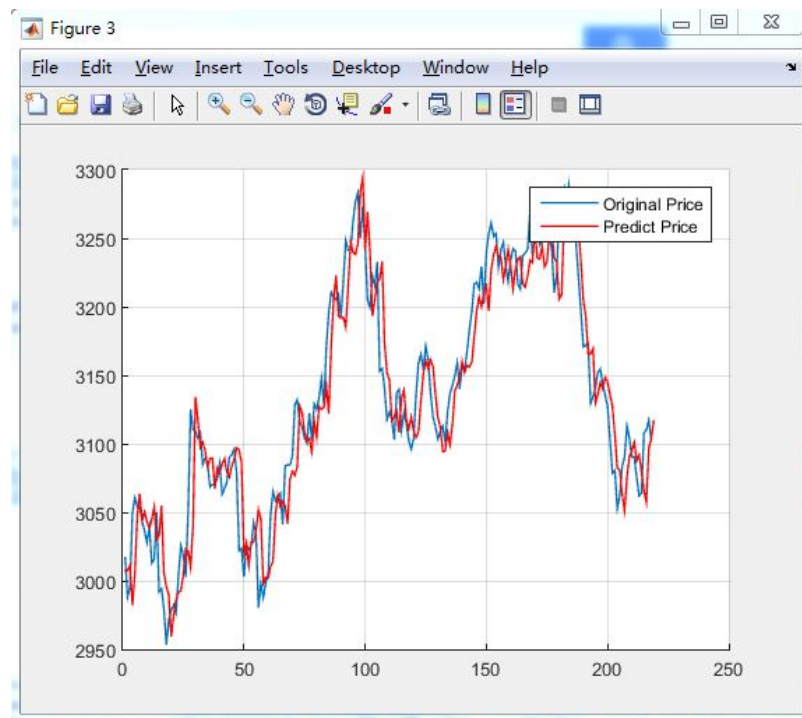 Figure 3
File Edit View Insert Tools Desktop Window Help
3300
3250
3200
3150
3100
3050
3000
2950
0 50 100 150 200 250
Original Price
Predict Price